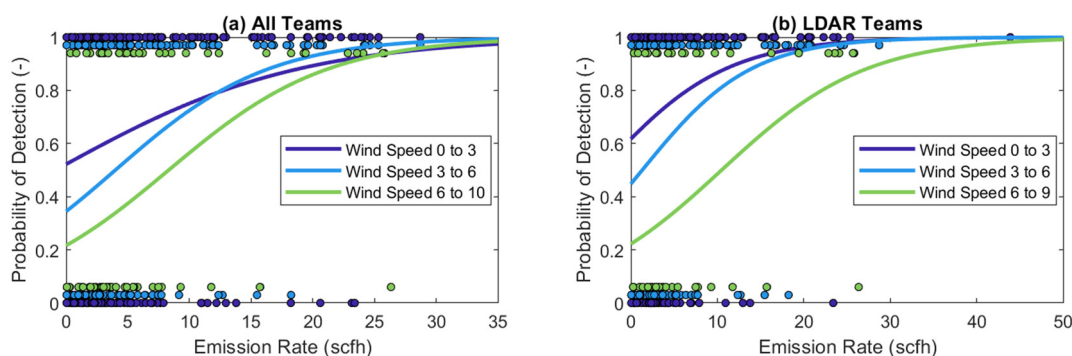 (a) All Teams
Probability of Detection (-)
1
0.8
0.6
0.4
0.2
0
Wind Speed 0 to 3
Wind Speed 3 to 6
Wind Speed 6 to 10
0 5 10 15 20 25 30 35
Emission Rate (scfh)
(b) LDAR Teams
Probability of Detection (-)
1
0.8
0.6
0.4
0.2
0
Wind Speed 0 to 3
Wind Speed 3 to 6
Wind Speed 6 to 9
0 10 20 30 40 50
Emission Rate (scfh)